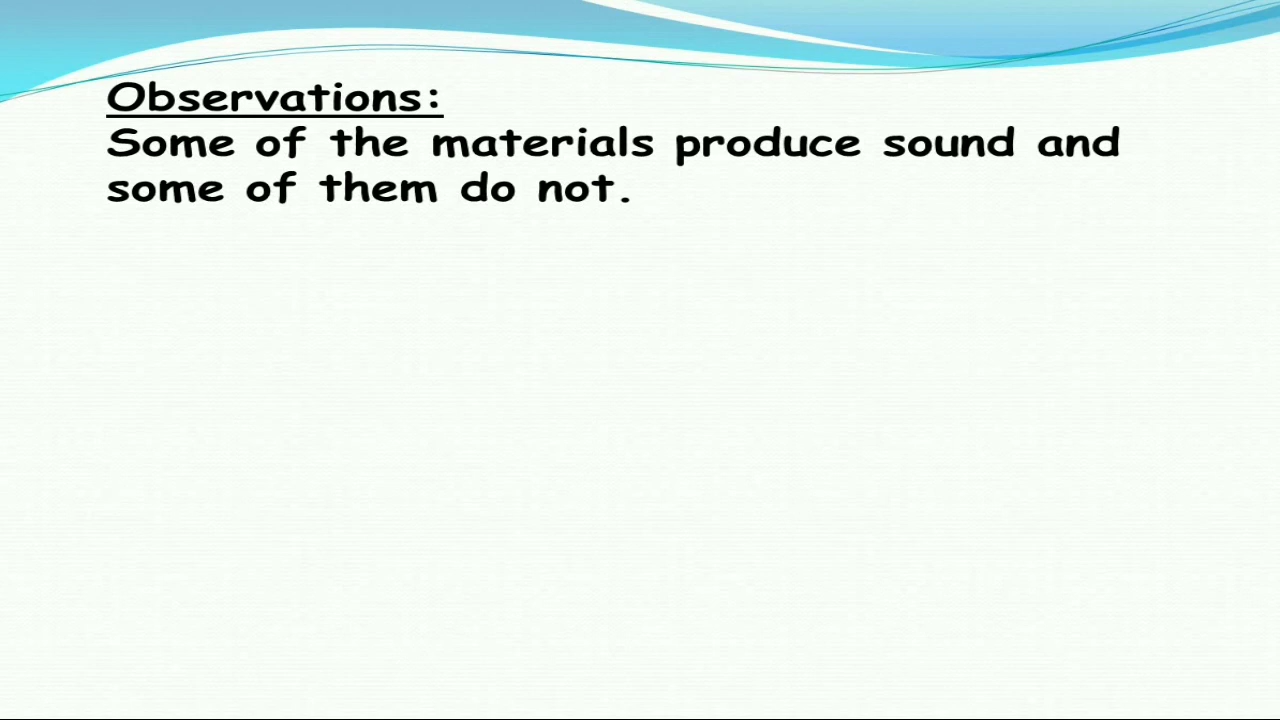 Observations:
Some of the materials produce sound and
some of them do not.